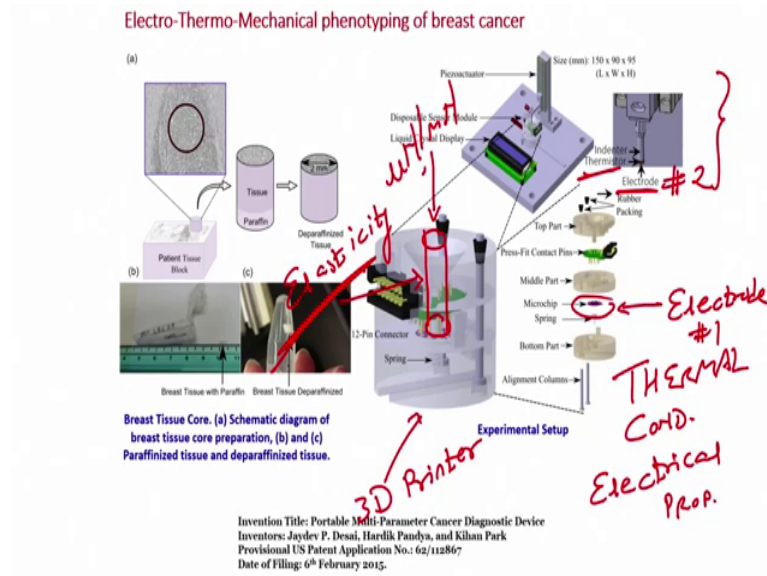 Electro-Thermo-Mechanical phenotyping of breast cancer
(a)
Tissue
Paraffin
2 mm
Deparaffinized
Tissue
Patient Tissue
Block
(b)
(c)
Breast Tissue with Paraffin
Breast Tissue Deparaffinized
Breast Tissue Core. (a) Schematic diagram of
breast tissue core preparation, (b) and (c)
Paraffinized tissue and deparaffinized tissue.
Piezoactuator
Size (mm): 150 x 90 x 95
(L x W x H)
Disposable Sensor Module
Liquid Crystal Display
Indenter
Thermistor
Electrode
#2
Rubber
Packing
Top Part
Press-Fit Contact Pins
Middle Part
Microchip
Spring
Bottom Part
Alignment Columns
12-Pin Connector
Spring
Experimental Setup
Elasticity
Electrode
#1
THERMAL
COND.
Electrical
PROP.
3D Printer
Invention Title: Portable Multi-Parameter Cancer Diagnostic Device
Inventors: Jaydev P. Desai, Hardik Pandya, and Kihan Park
Provisional US Patent Application No.: 62/112867
Date of Filing: 6th February 2015.